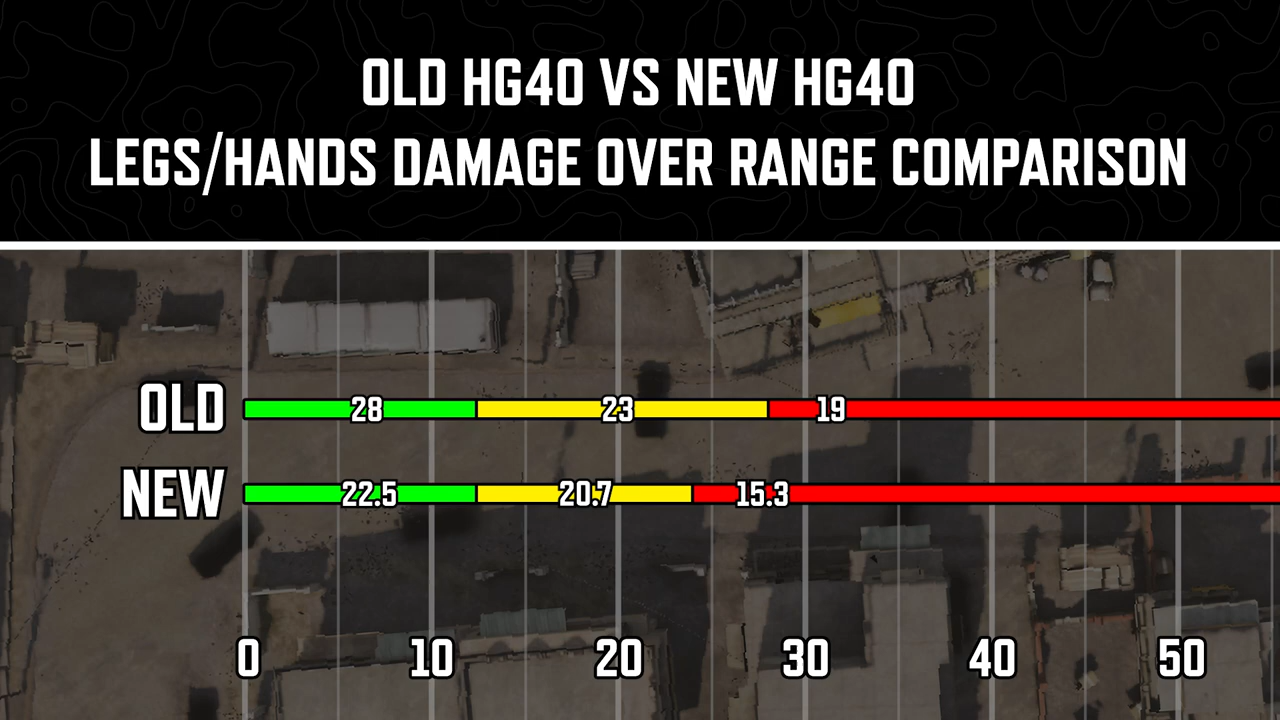 OLD HG40 VS NEW HG40
LEGS/HANDS DAMAGE OVER RANGE COMPARISON
OLD 28 23 19
NEW 22.5 20.7 15.3
0 10 20 30 40 50